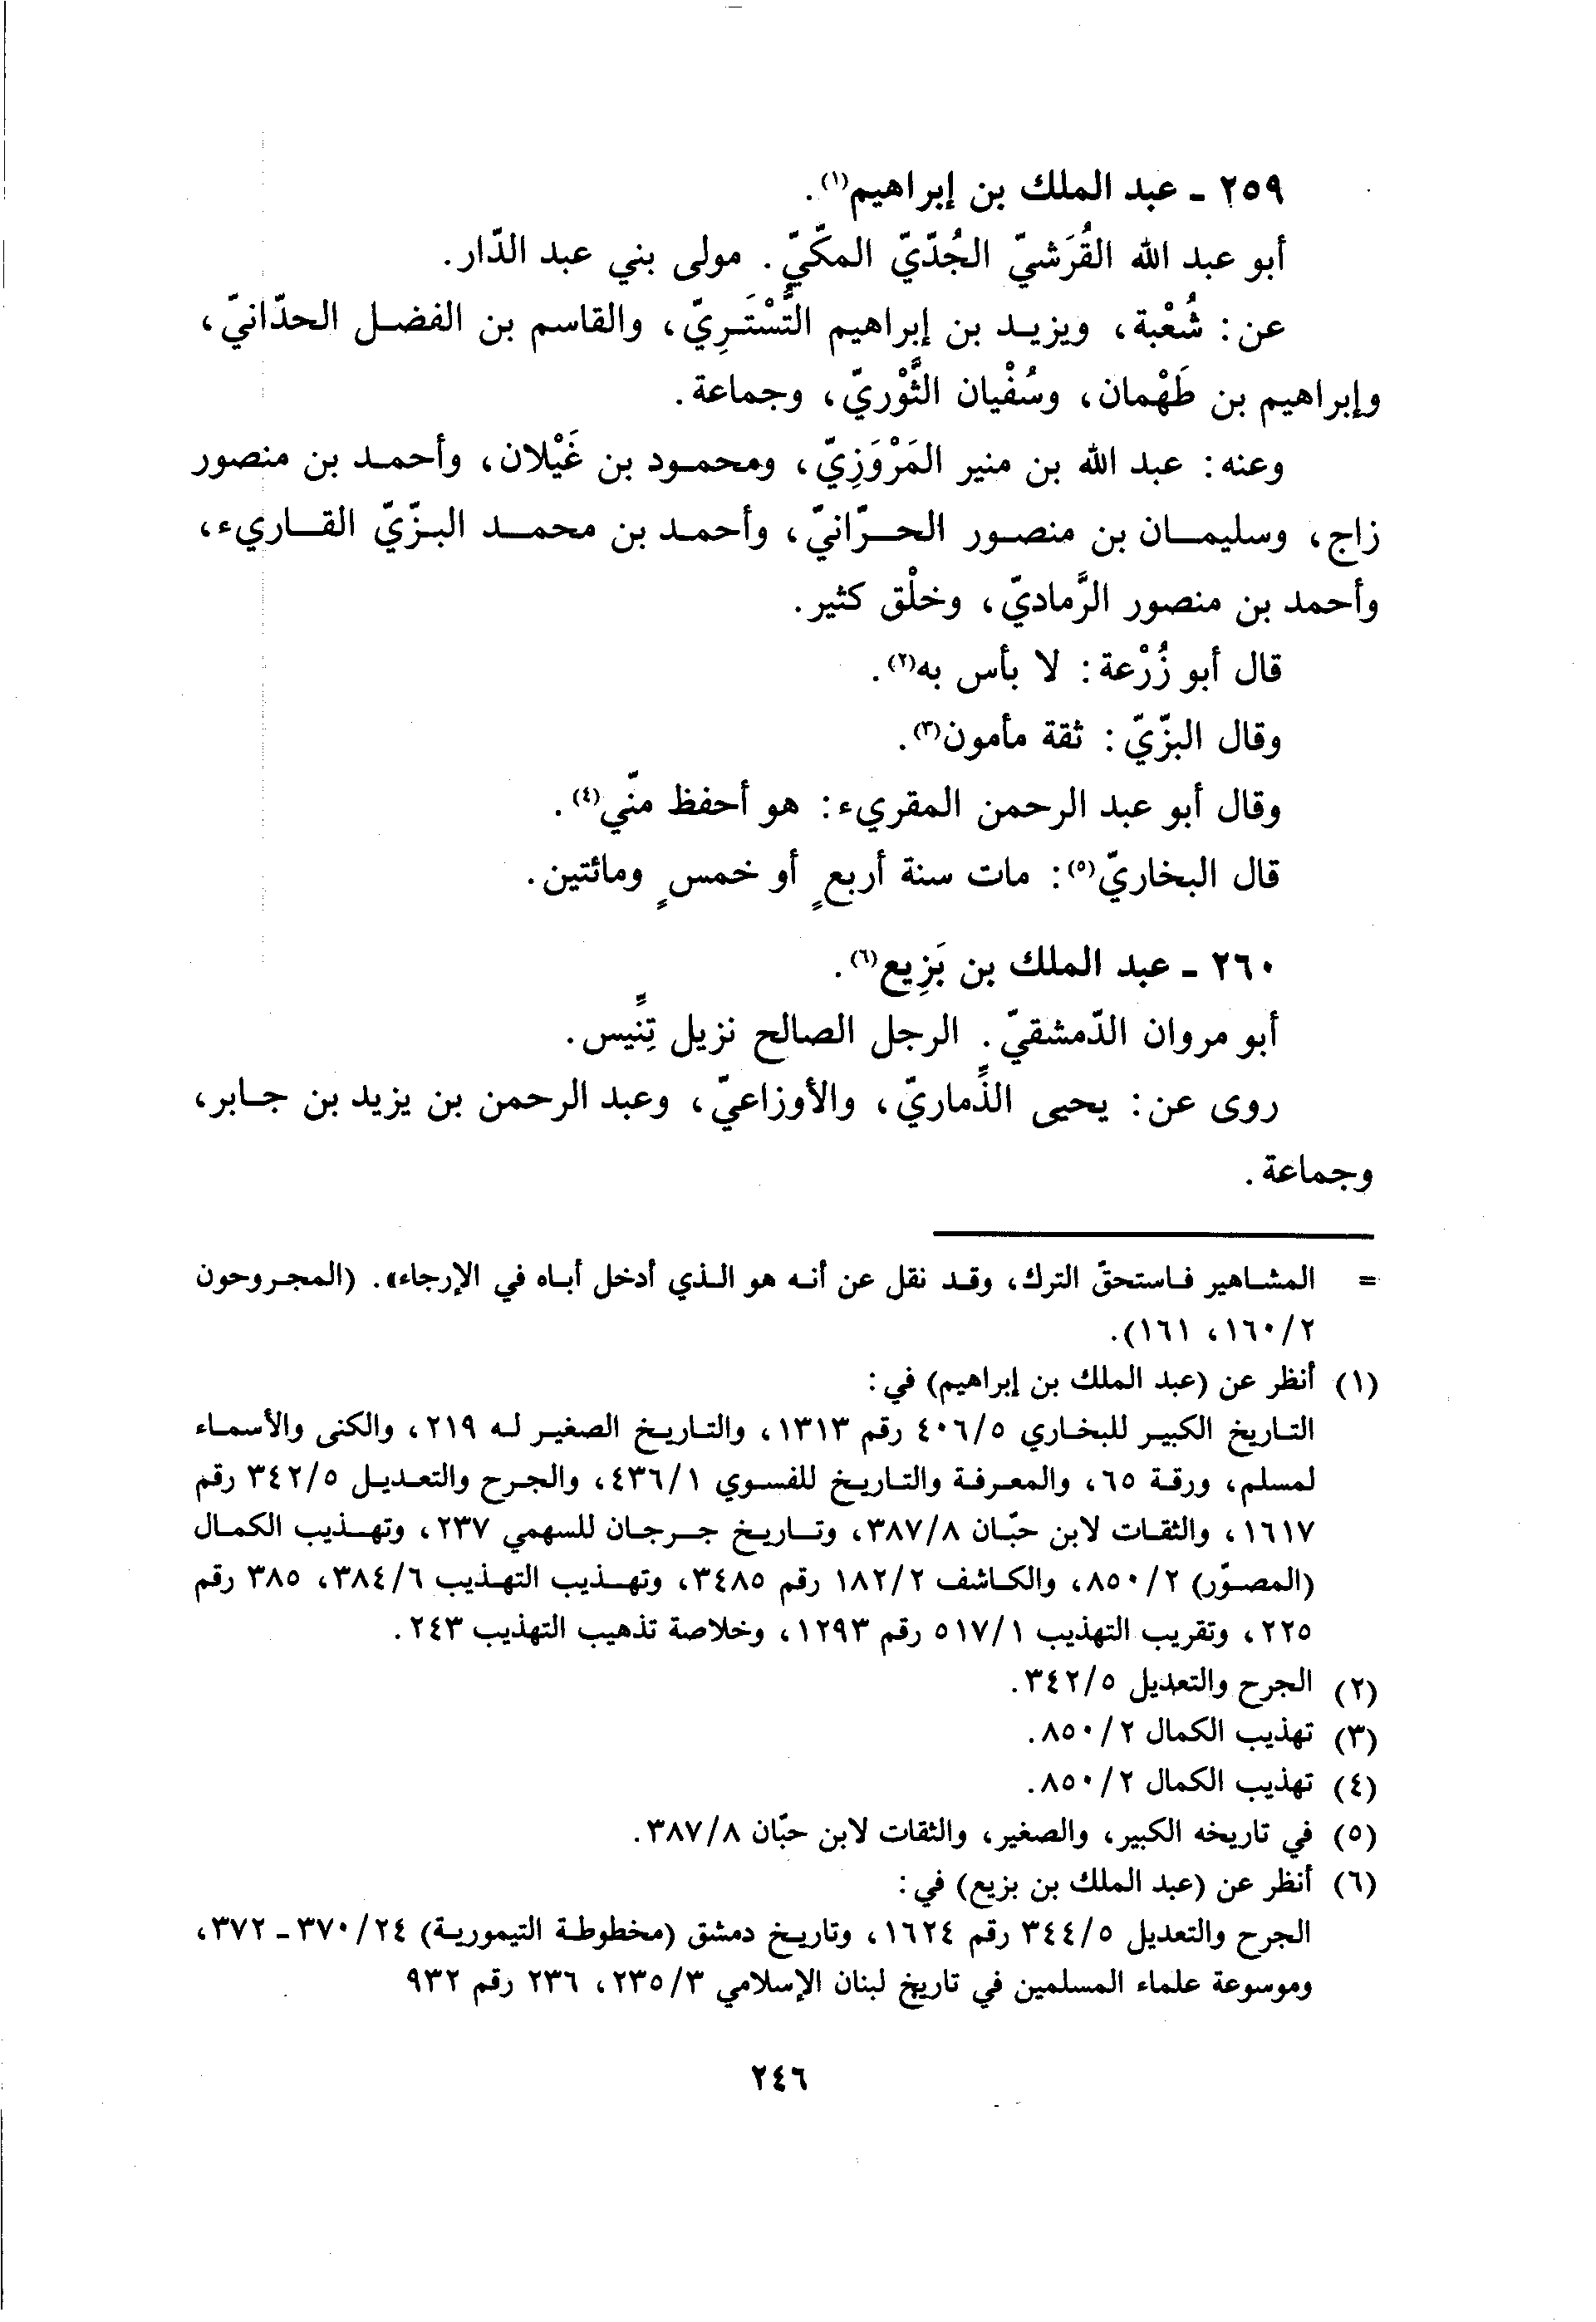 ٢٥٩ - عبد الملك بن إبراهيم(١).
أبو عبد الله القُرَشيّ الجُدّيّ المكّيّ. مولى بني عبد الدّار.
عن: شُعْبة، ويزيد بن إبراهيم التُّسْتَرِيّ، والقاسم بن الفضل الحدّانيّ،
وإبراهيم بن طَهْمان، وسُفْيان الثَّوْريّ، وجماعة.
وعنه: عبد الله بن منير المَرْوَزِيّ، ومحمود بن غَيْلان، وأحمد بن منصور
زاج، وسليمان بن منصور الحرّانيّ، وأحمد بن محمد البزّيّ القاريء،
وأحمد بن منصور الرَّماديّ، وخلْق كثير.
قال أبو زُرْعة: لا بأس به(٢).
وقال البزّيّ: ثقة مأمون(٣).
وقال أبو عبد الرحمن المقريء: هو أحفظ منّي(٤).
قال البخاريّ(٥): مات سنة أربعٍ أو خمسٍ ومائتين.
٢٦٠ - عبد الملك بن بَزِيع(٦).
أبو مروان الدّمشقيّ. الرجل الصالح نزيل تِنِّيس.
روى عن: يحيى الذِّماريّ، والأوزاعيّ، وعبد الرحمن بن يزيد بن جابر،
وجماعة.
= المشاهير فاستحقّ الترك، وقد نقل عن أنه هو الذي أدخل أباه في الإرجاء». (المجروحون
٢/ ١٦٠، ١٦١).
(١) أنظر عن (عبد الملك بن إبراهيم) في:
التاريخ الكبير للبخاري ٥/ ٤٠٦ رقم ١٣١٣، والتاريخ الصغير له ٢١٩، والكنى والأسماء
لمسلم، ورقة ٦٥، والمعرفة والتاريخ للفسوي ١/ ٤٣٦، والجرح والتعديل ٥/ ٣٤٢ رقم
١٦١٧، والثقات لابن حبّان ٨/ ٣٨٧، وتاريخ جرجان للسهمي ٢٣٧، وتهذيب الكمال
(المصوّر) ٢/ ٨٥٠، والكاشف ٢/ ١٨٢ رقم ٣٤٨٥، وتهذيب التهذيب ٦/ ٣٨٤، ٣٨٥ رقم
٢٢٥، وتقريب التهذيب ١/ ٥١٧ رقم ١٢٩٣، وخلاصة تذهيب التهذيب ٢٤٣.
(٢) الجرح والتعديل ٥/ ٣٤٢.
(٣) تهذيب الكمال ٢/ ٨٥٠.
(٤) تهذيب الكمال ٢/ ٨٥٠.
(٥) في تاريخه الكبير، والصغير، والثقات لابن حبّان ٨/ ٣٨٧.
(٦) أنظر عن (عبد الملك بن بزيع) في:
الجرح والتعديل ٥/ ٣٤٤ رقم ١٦٢٤، وتاريخ دمشق (مخطوطة التيمورية) ٢٤/ ٣٧٠ - ٣٧٢،
وموسوعة علماء المسلمين في تاريخ لبنان الإسلامي ٣/ ٢٣٥، ٢٣٦ رقم ٩٣٢
٢٤٦